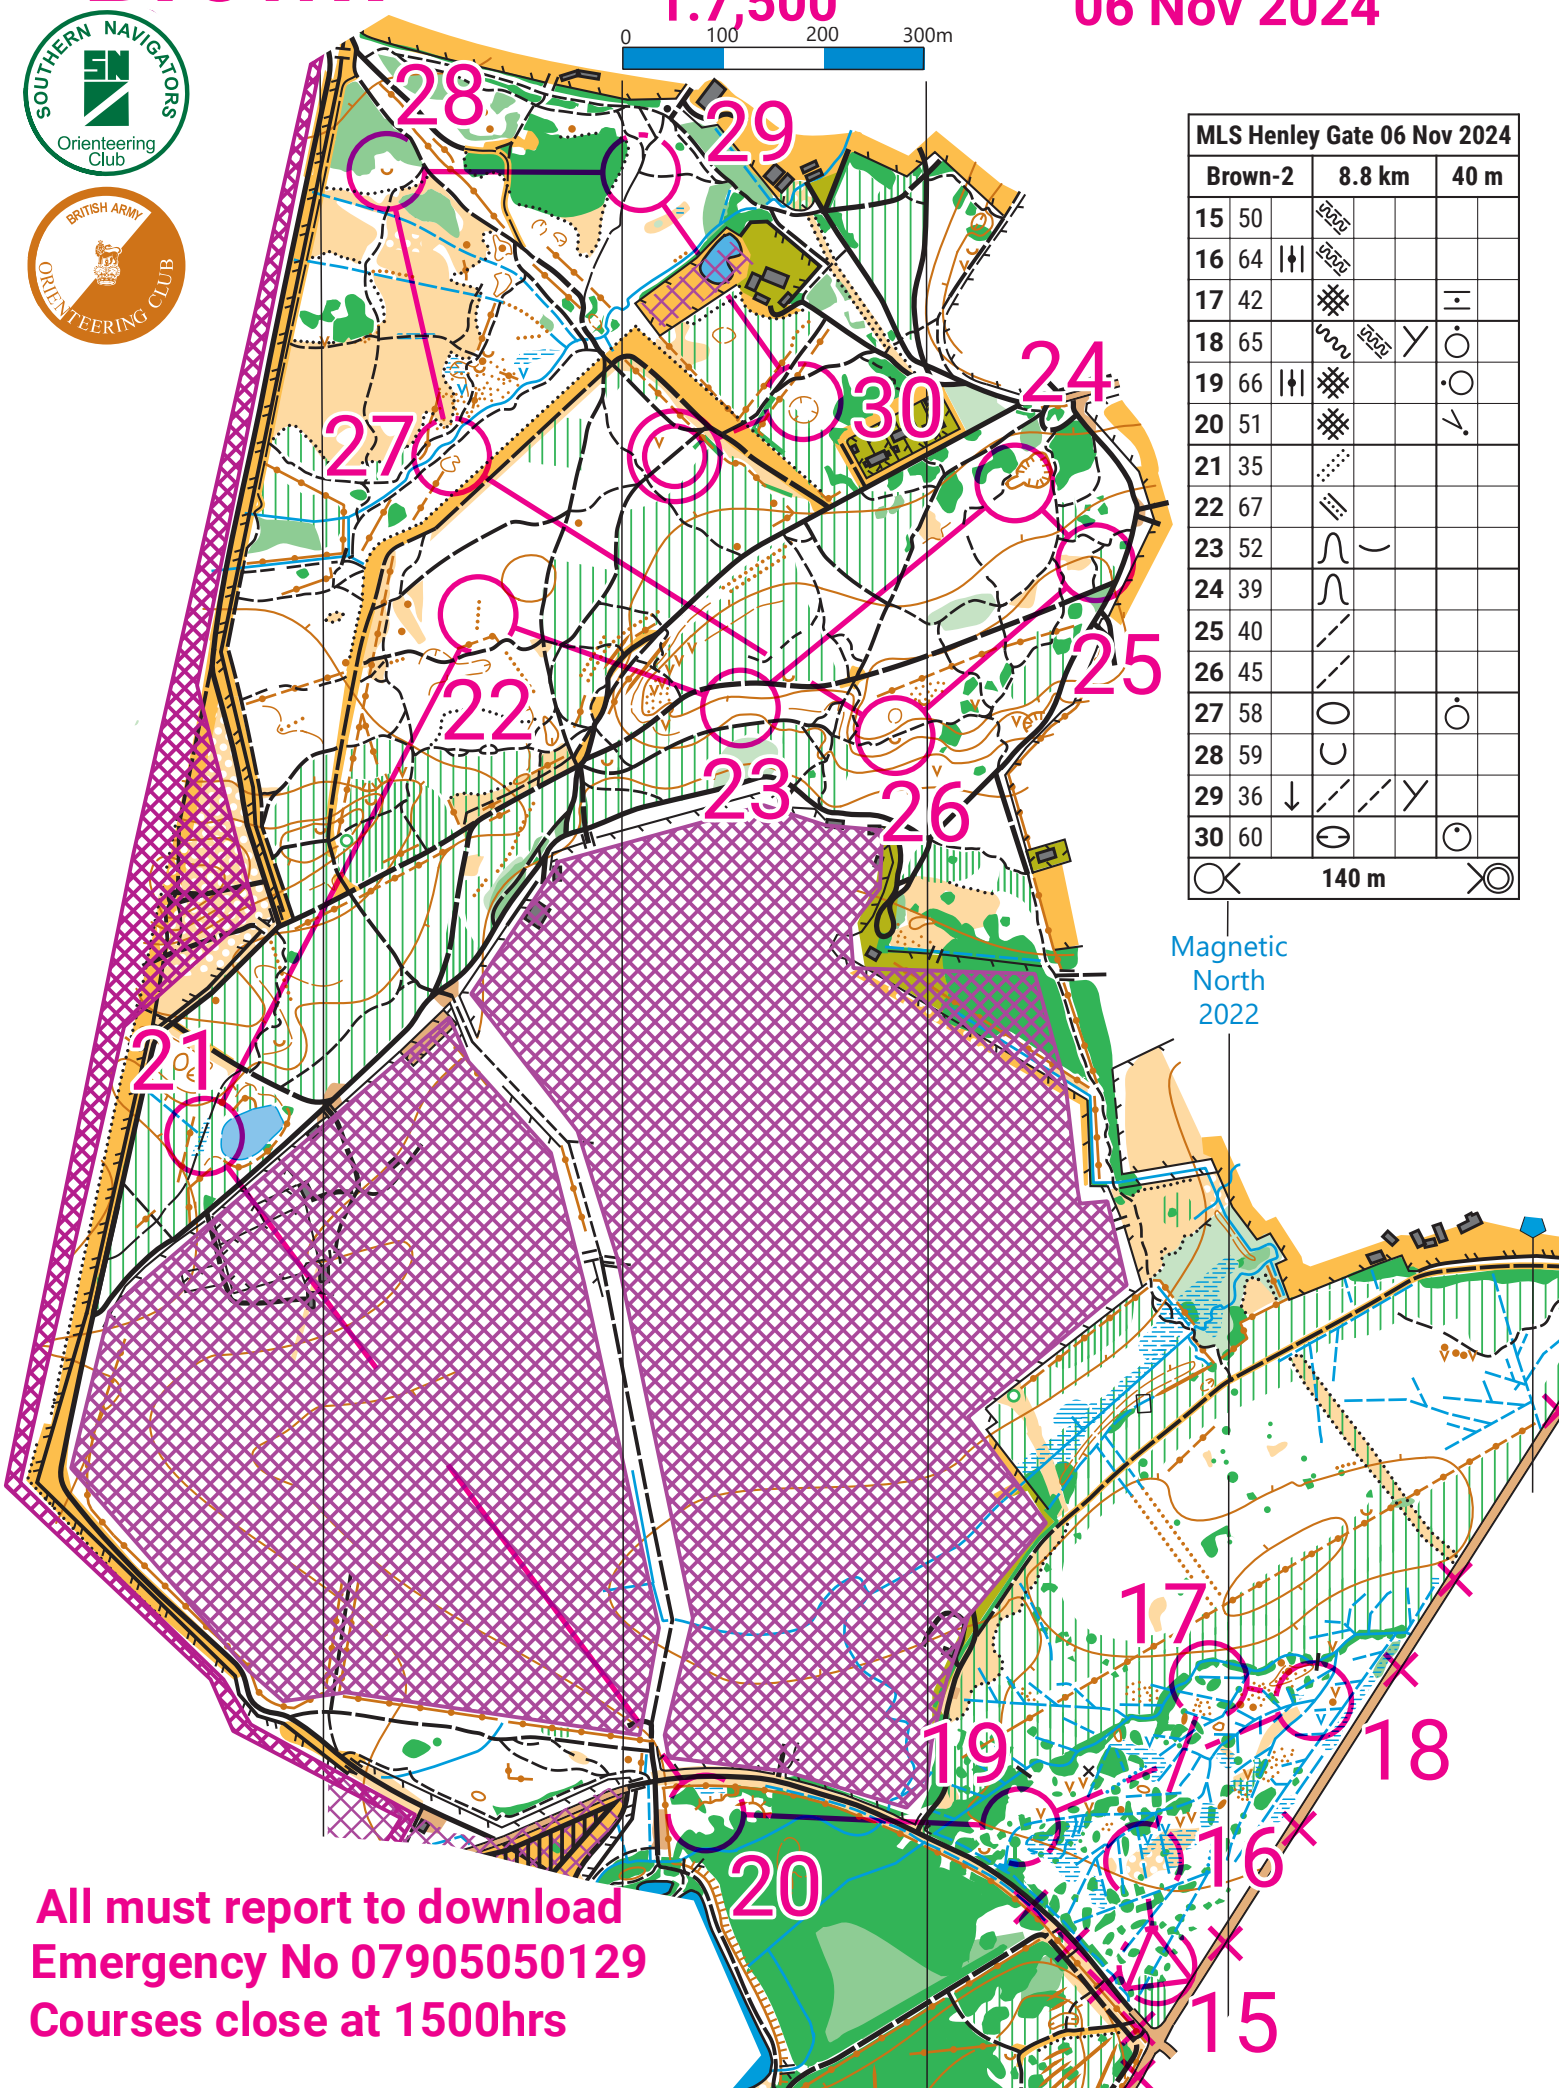 Brown
1:7,500
06 Nov 2024
SOUTHERN NAVIGATORS
SN
Orienteering
Club
BRITISH ARMY
ORIENTEERING CLUB
0 100 200 300m
MLS Henley Gate 06 Nov 2024
Brown-2 8.8 km 40 m
15 50
16 64
17 42
18 65
19 66
20 51
21 35
22 67
23 52
24 39
25 40
26 45
27 58
28 59
29 36
30 60
140 m
Magnetic
North
2022
28
29
24
30
27
25
22
23
26
21
17
18
19
16
20
15
All must report to download
Emergency No 07905050129
Courses close at 1500hrs